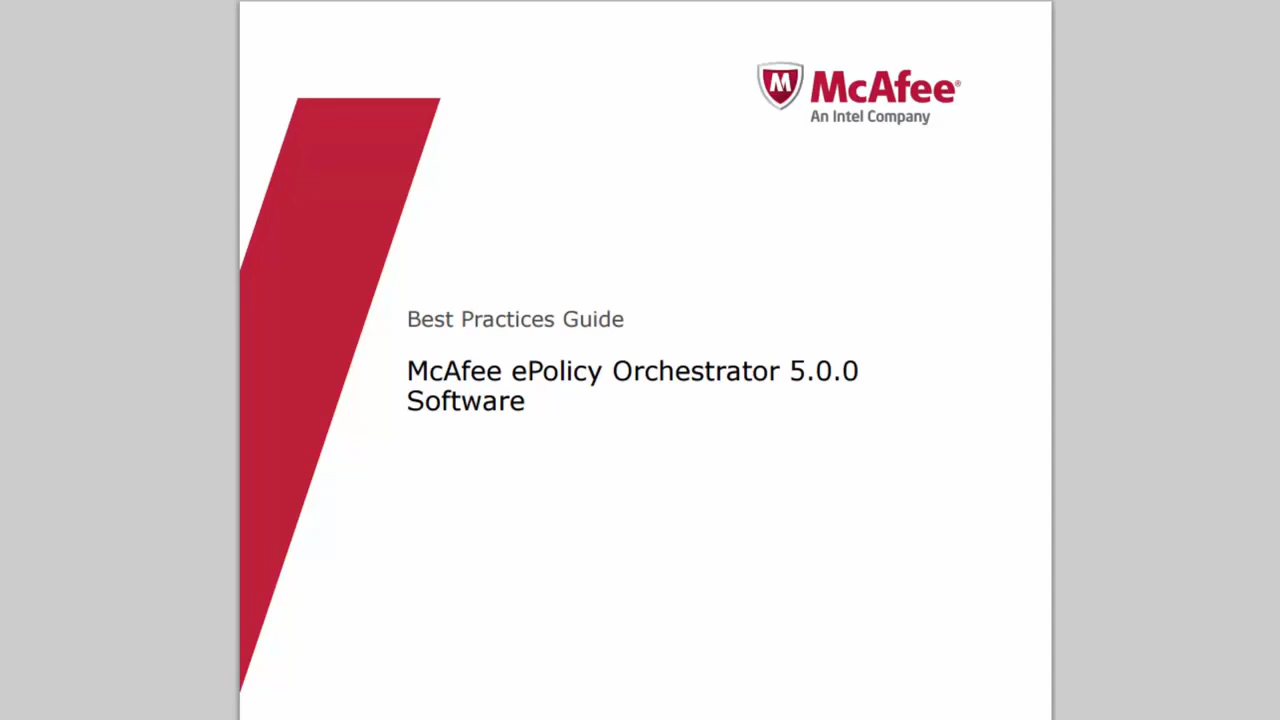 McAfee®
An Intel Company
Best Practices Guide
McAfee ePolicy Orchestrator 5.0.0
Software